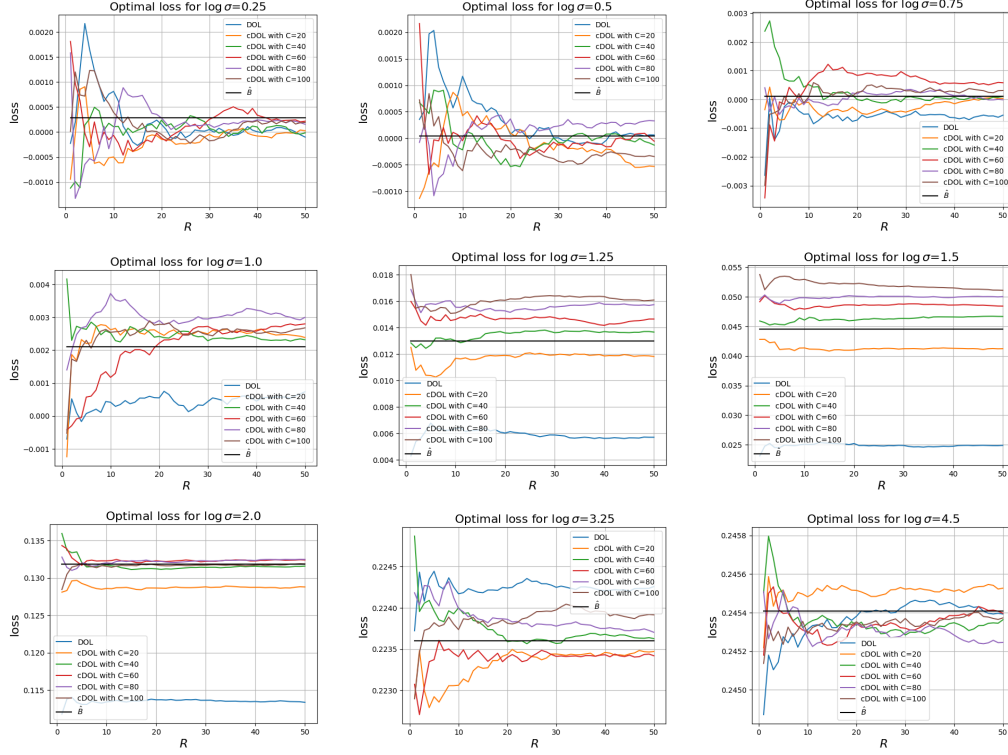 Optimal loss for log σ=0.25
loss
0.0020
0.0015
0.0010
0.0005
0.0000
−0.0005
−0.0010
DOL
cDOL with C=20
cDOL with C=40
cDOL with C=60
cDOL with C=80
cDOL with C=100
B̂
0 10 20 30 40 50
R
Optimal loss for log σ=0.5
loss
0.0020
0.0015
0.0010
0.0005
0.0000
−0.0005
−0.0010
DOL
cDOL with C=20
cDOL with C=40
cDOL with C=60
cDOL with C=80
cDOL with C=100
B̂
0 10 20 30 40 50
R
Optimal loss for log σ=0.75
loss
0.003
0.002
0.001
0.000
−0.001
−0.002
−0.003
DOL
cDOL with C=20
cDOL with C=40
cDOL with C=60
cDOL with C=80
cDOL with C=100
B̂
0 10 20 30 40 50
R
Optimal loss for log σ=1.0
loss
0.004
0.003
0.002
0.001
0.000
−0.001
DOL
cDOL with C=20
cDOL with C=40
cDOL with C=60
cDOL with C=80
cDOL with C=100
B̂
0 10 20 30 40 50
R
Optimal loss for log σ=1.25
loss
0.018
0.016
0.014
0.012
0.010
0.008
0.006
0.004
DOL
cDOL with C=20
cDOL with C=40
cDOL with C=60
cDOL with C=80
cDOL with C=100
B̂
0 10 20 30 40 50
R
Optimal loss for log σ=1.5
loss
0.055
0.050
0.045
0.040
0.035
0.030
0.025
DOL
cDOL with C=20
cDOL with C=40
cDOL with C=60
cDOL with C=80
cDOL with C=100
B̂
0 10 20 30 40 50
R
Optimal loss for log σ=2.0
loss
0.135
0.130
0.125
0.120
0.115
DOL
cDOL with C=20
cDOL with C=40
cDOL with C=60
cDOL with C=80
cDOL with C=100
B̂
0 10 20 30 40 50
R
Optimal loss for log σ=3.25
loss
0.2245
0.2240
0.2235
0.2230
DOL
cDOL with C=20
cDOL with C=40
cDOL with C=60
cDOL with C=80
cDOL with C=100
B̂
0 10 20 30 40 50
R
Optimal loss for log σ=4.5
loss
0.2458
0.2456
0.2454
0.2452
0.2450
DOL
cDOL with C=20
cDOL with C=40
cDOL with C=60
cDOL with C=80
cDOL with C=100
B̂
0 10 20 30 40 50
R